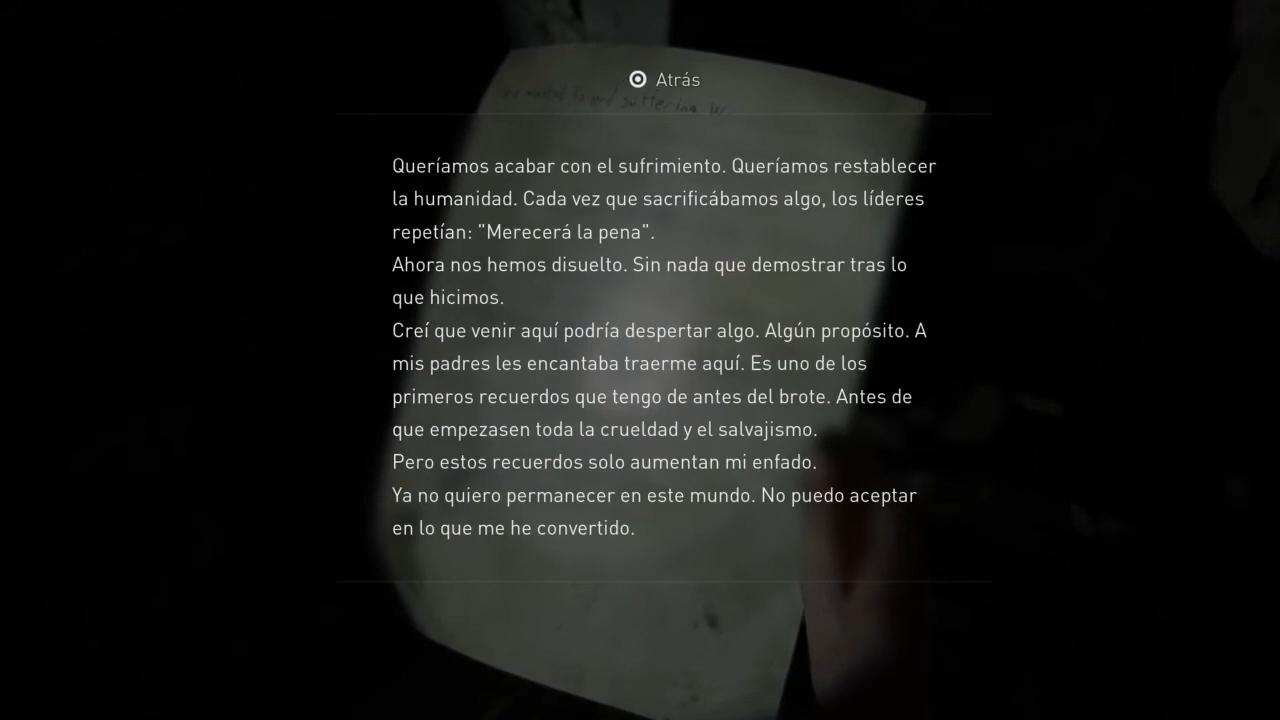 Atrás
suffering. W
Queríamos acabar con el sufrimiento. Queríamos restablecer
la humanidad. Cada vez que sacrificábamos algo, los líderes
repetían: "Merecerá la pena".
Ahora nos hemos disuelto. Sin nada que demostrar tras lo
que hicimos.
Creí que venir aquí podría despertar algo. Algún propósito. A
mis padres les encantaba traerme aquí. Es uno de los
primeros recuerdos que tengo de antes del brote. Antes de
que empezasen toda la crueldad y el salvajismo.
Pero estos recuerdos solo aumentan mi enfado.
Ya no quiero permanecer en este mundo. No puedo aceptar
en lo que me he convertido.